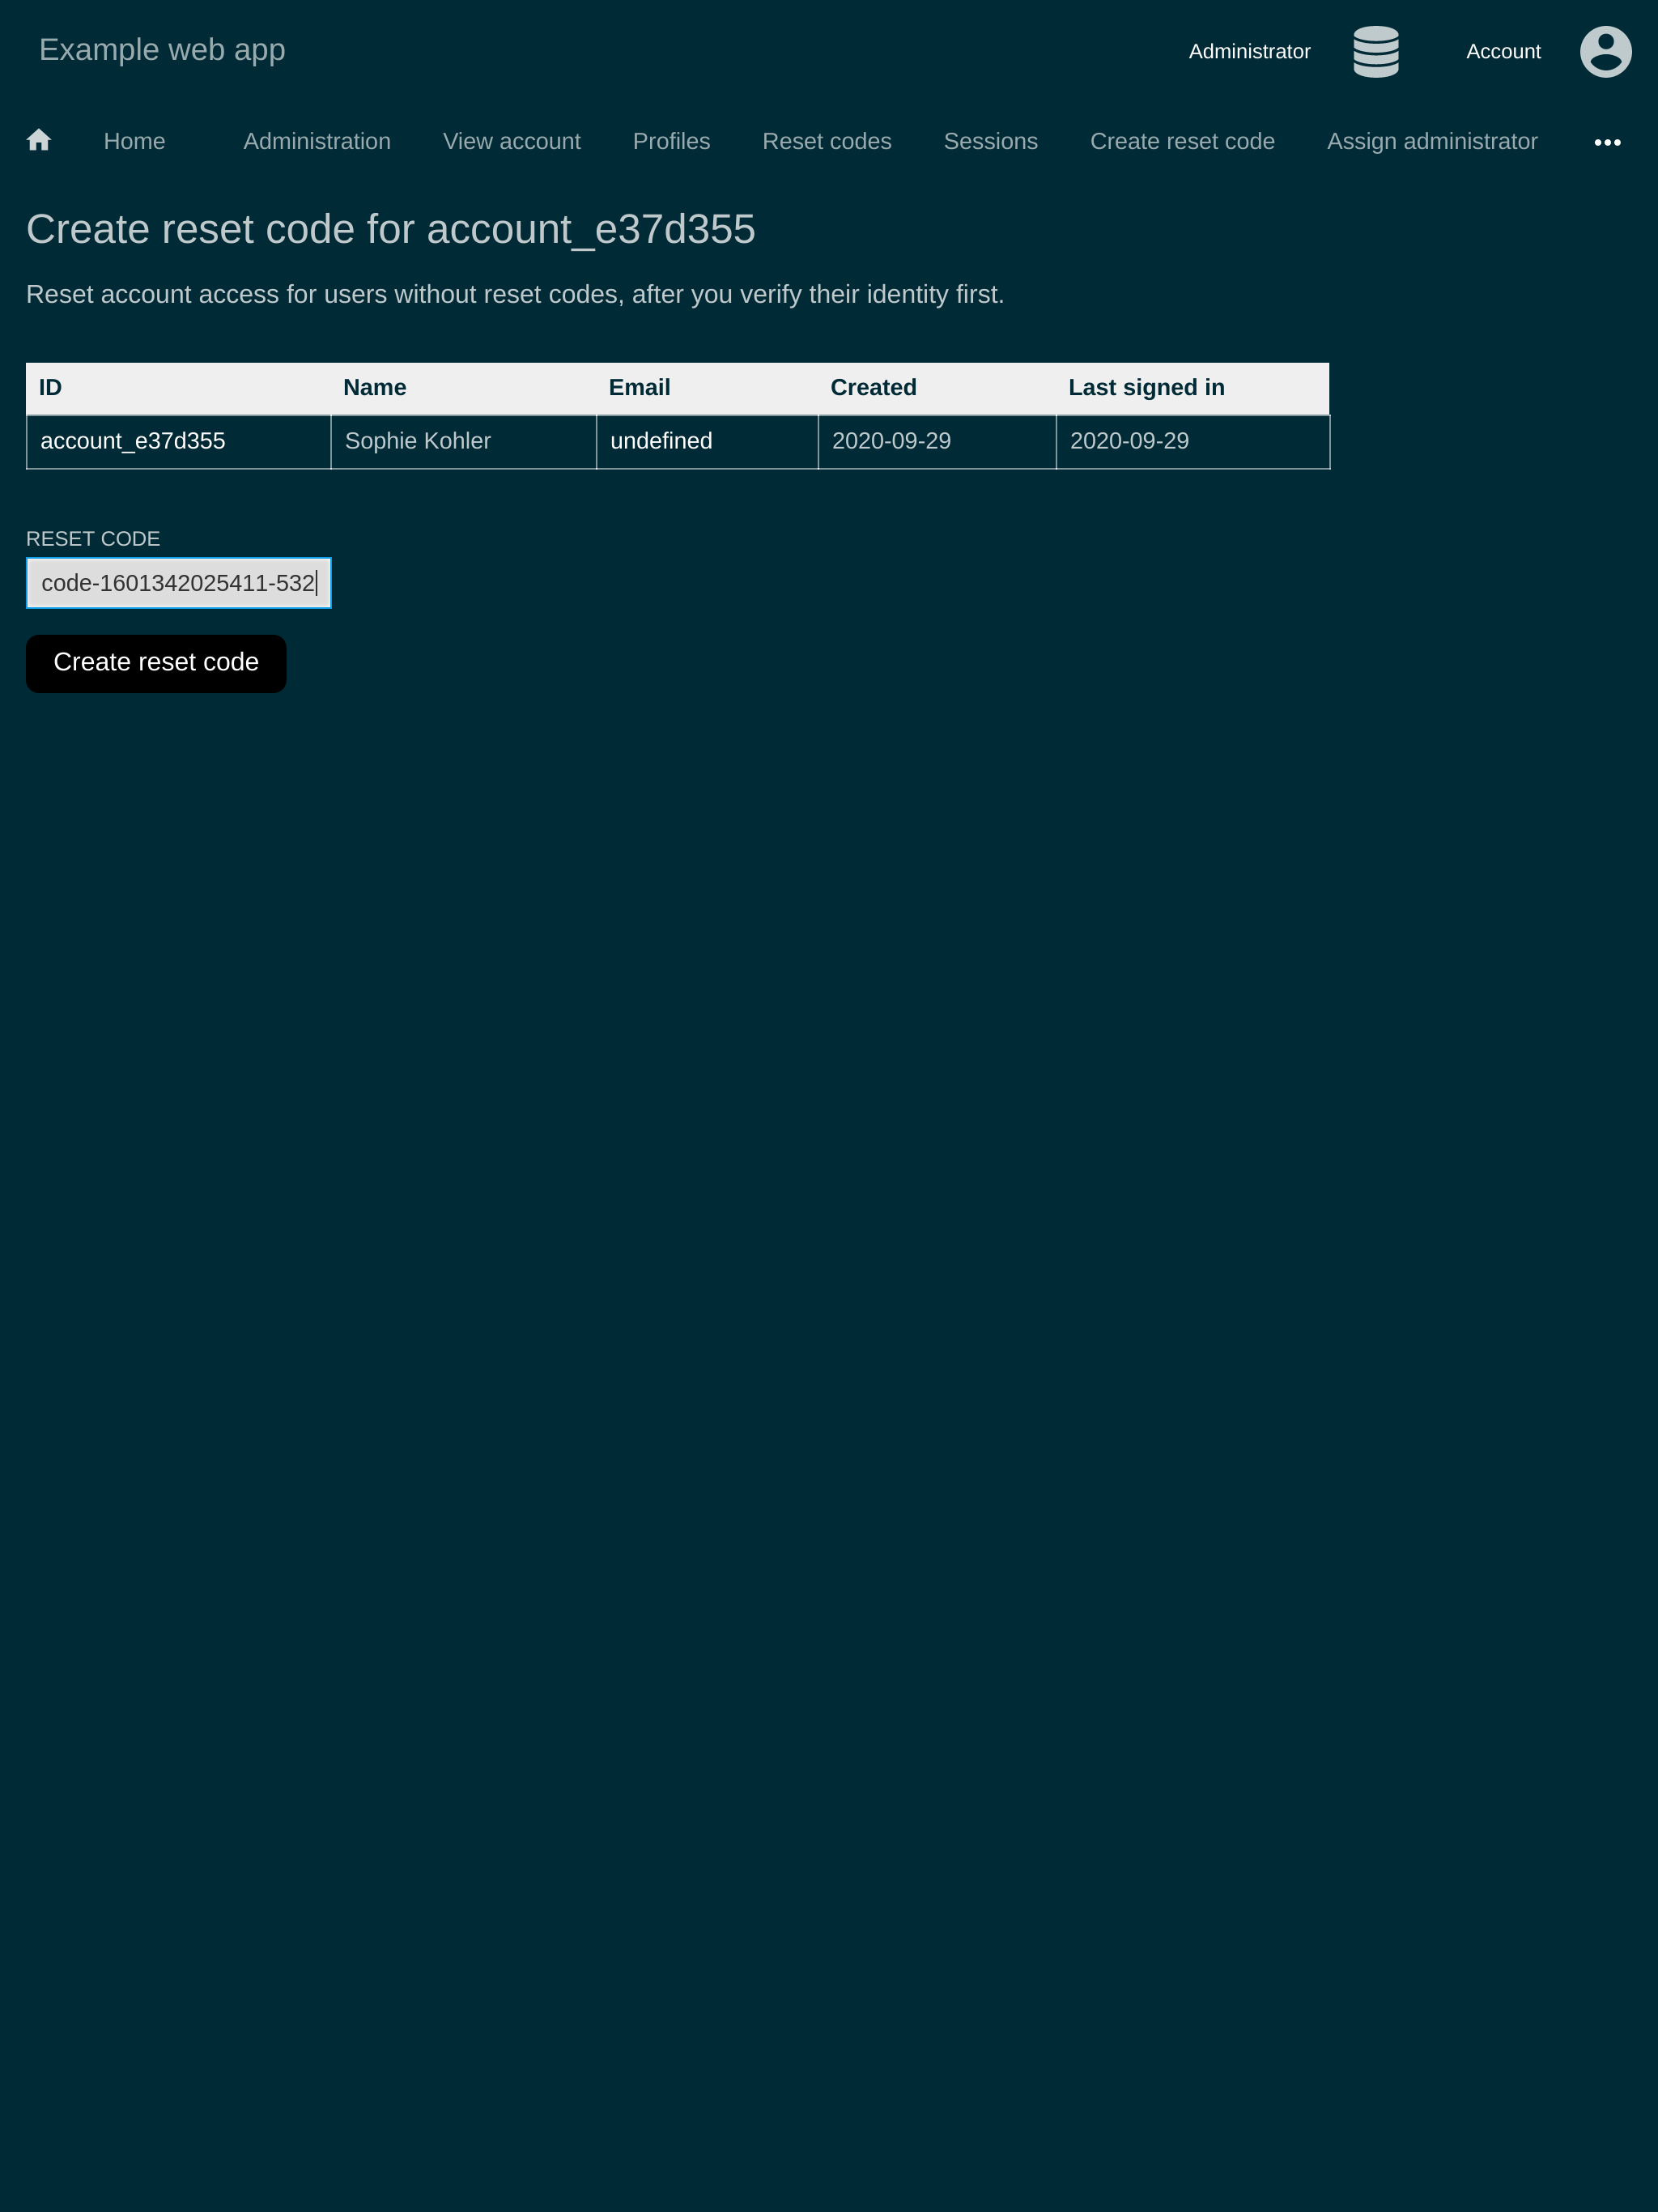 Example web app
Administrator Account
Home Administration View account Profiles Reset codes Sessions Create reset code Assign administrator •••
Create reset code for account_e37d355
Reset account access for users without reset codes, after you verify their identity first.
ID Name Email Created Last signed in
account_e37d355 Sophie Kohler undefined 2020-09-29 2020-09-29
RESET CODE
code-1601342025411-532
Create reset code